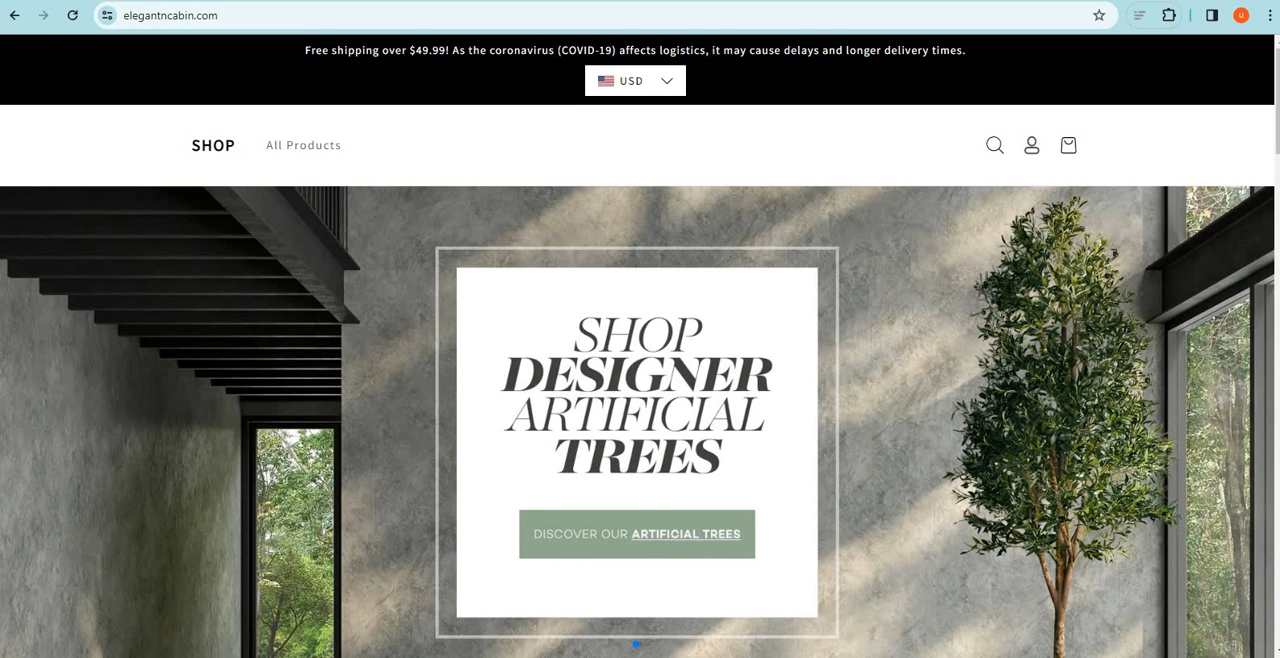 elegantncabin.com
U
Free shipping over $49.99! As the coronavirus (COVID-19) affects logistics, it may cause delays and longer delivery times.
USD
SHOP
All Products
SHOP
DESIGNER
ARTIFICIAL
TREES
DISCOVER OUR ARTIFICIAL TREES